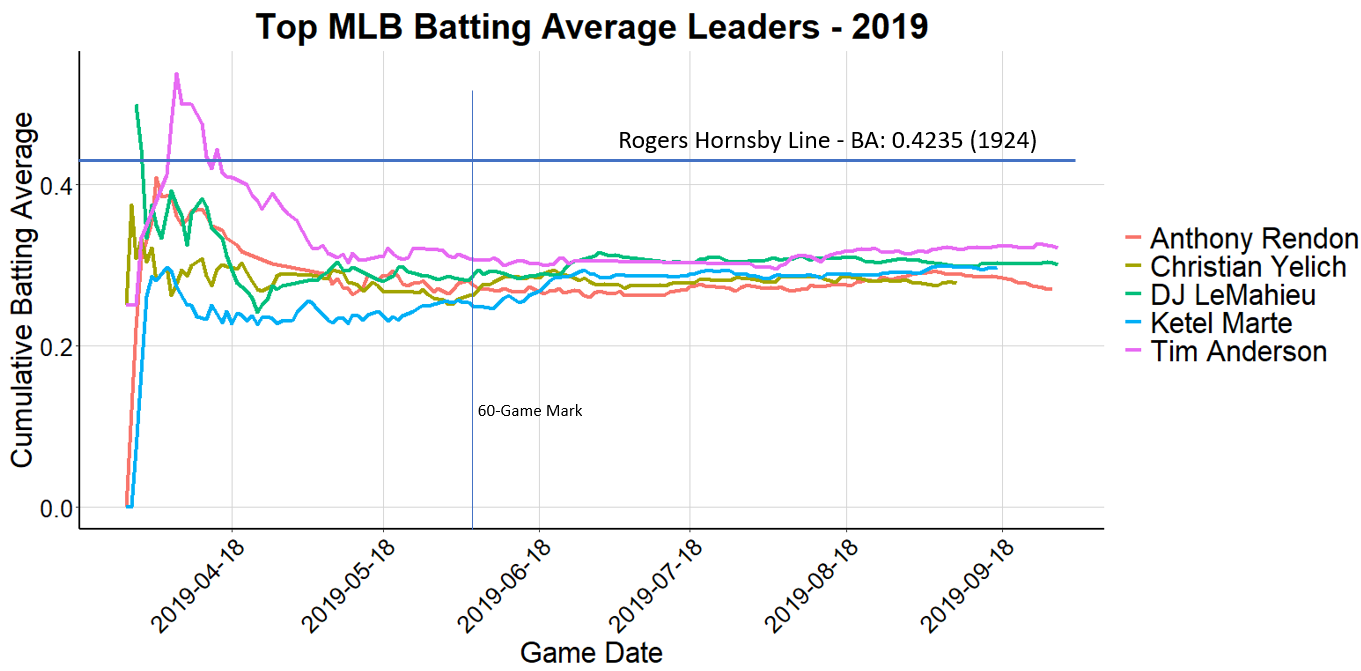 Top MLB Batting Average Leaders - 2019
Rogers Hornsby Line - BA: 0.4235 (1924)
Cumulative Batting Average
0.4
0.2
0.0
60-Game Mark
Anthony Rendon
Christian Yelich
DJ LeMahieu
Ketel Marte
Tim Anderson
2019-04-18
2019-05-18
2019-06-18
2019-07-18
2019-08-18
2019-09-18
Game Date